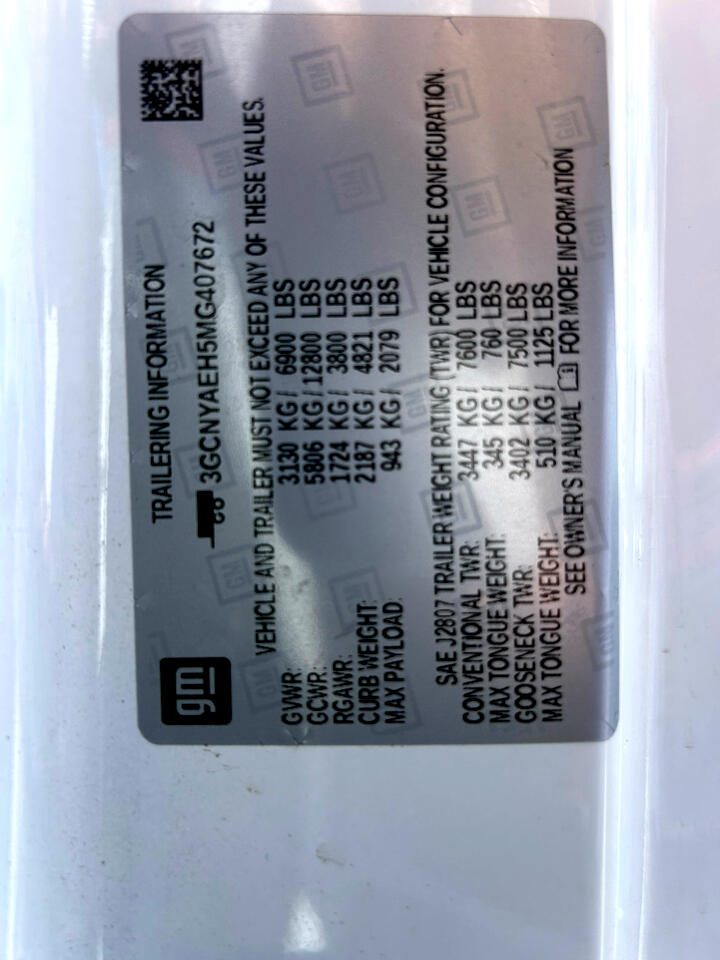 gm
TRAILERING INFORMATION
3GCNYAEH5MG407672
VEHICLE AND TRAILER MUST NOT EXCEED ANY OF THESE VALUES.
GVWR: 3130 KG / 6900 LBS
GCWR: 5806 KG / 12800 LBS
RGAWR: 1724 KG / 3800 LBS
CURB WEIGHT: 2187 KG / 4821 LBS
MAX PAYLOAD: 943 KG / 2079 LBS
SAE J2807 TRAILER WEIGHT RATING (TWR) FOR VEHICLE CONFIGURATION.
CONVENTIONAL TWR: 3447 KG / 7600 LBS
MAX TONGUE WEIGHT: 345 KG / 760 LBS
GOOSENECK TWR: 3402 KG / 7500 LBS
MAX TONGUE WEIGHT: 510 KG / 1125 LBS
SEE OWNER'S MANUAL FOR MORE INFORMATION